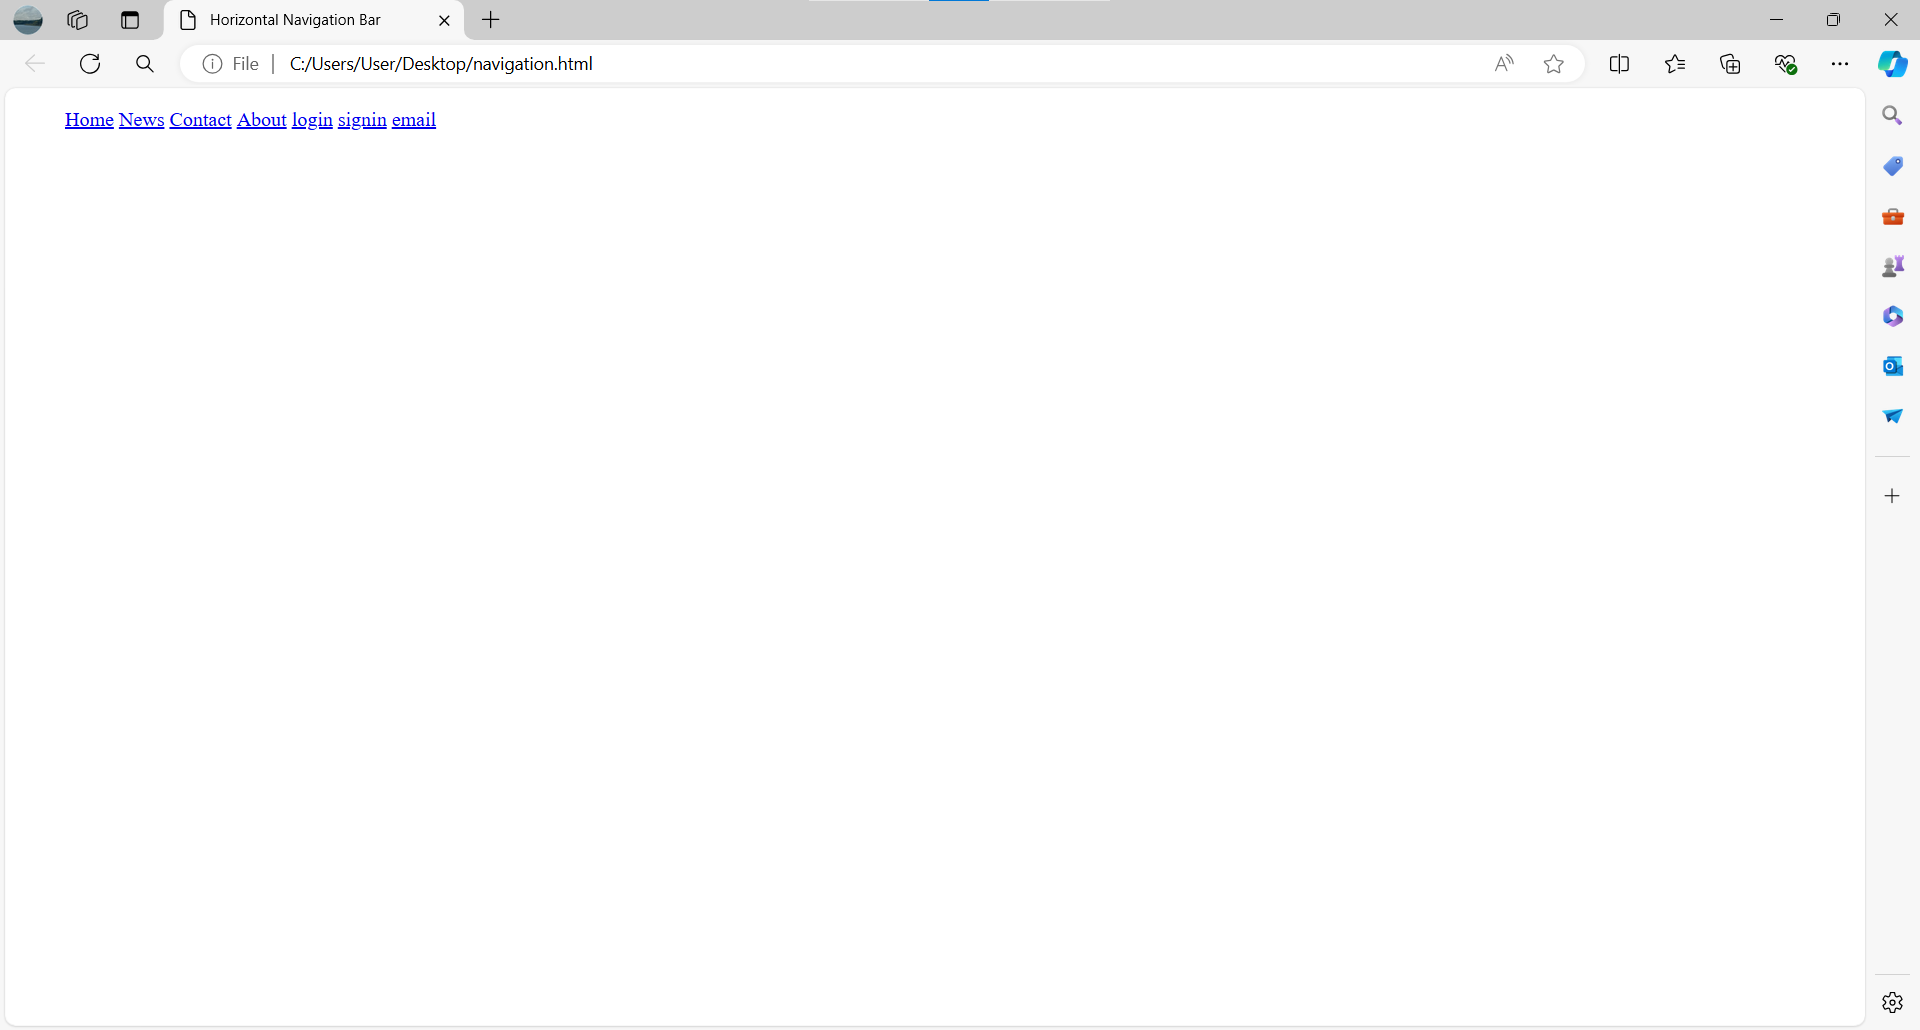 Horizontal Navigation Bar
File | C:/Users/User/Desktop/navigation.html
Home News Contact About login signin email